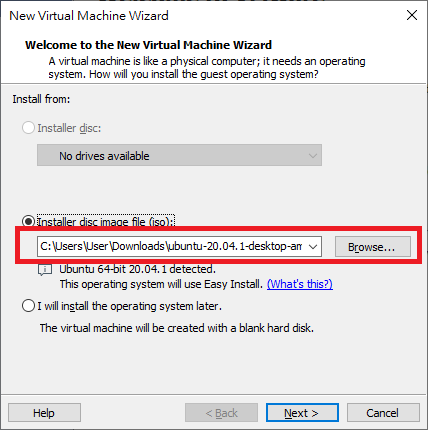 New Virtual Machine Wizard
Welcome to the New Virtual Machine Wizard
A virtual machine is like a physical computer; it needs an operating
system. How will you install the guest operating system?
Install from:
Installer disc:
No drives available
Installer disc image file (iso):
C:\Users\User\Downloads\ubuntu-20.04.1-desktop-am
Browse...
Ubuntu 64-bit 20.04.1 detected.
This operating system will use Easy Install. (What's this?)
I will install the operating system later.
The virtual machine will be created with a blank hard disk.
Help
< Back
Next >
Cancel